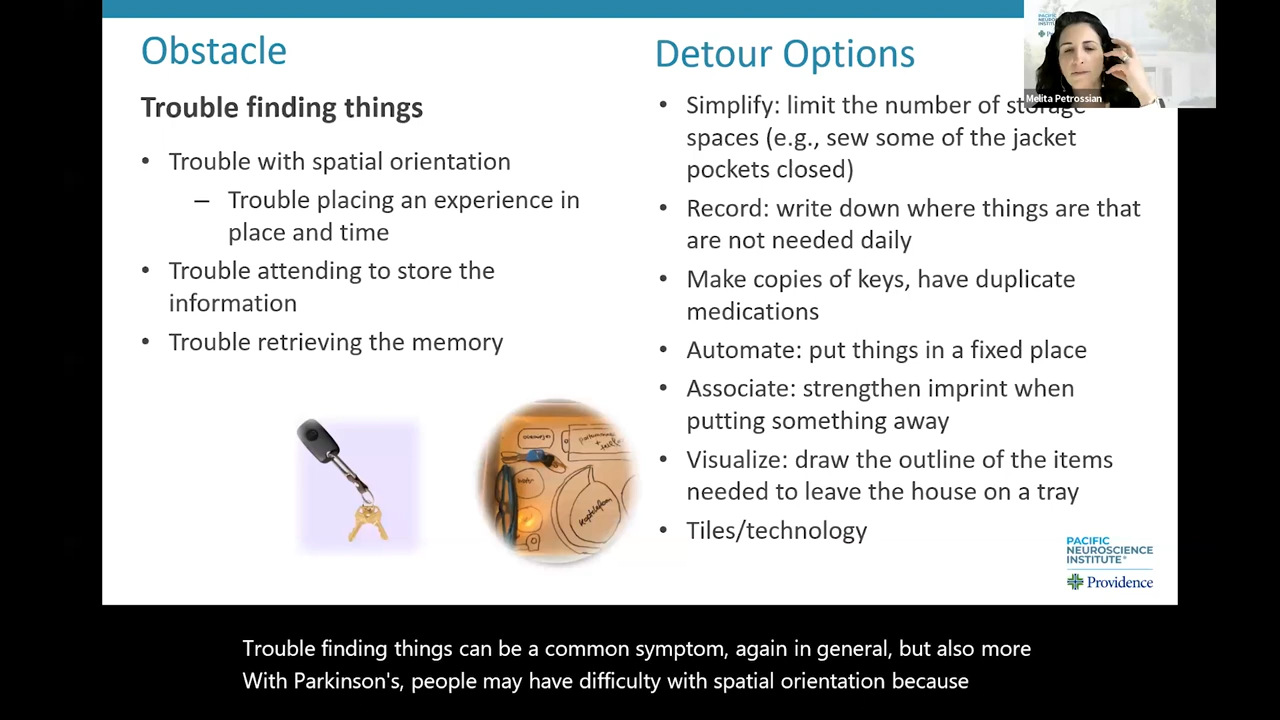 Obstacle
Trouble finding things
• Trouble with spatial orientation
– Trouble placing an experience in
place and time
• Trouble attending to store the
information
• Trouble retrieving the memory
Detour Options
• Simplify: limit the number of storage
spaces (e.g., sew some of the jacket
pockets closed)
• Record: write down where things are that
are not needed daily
• Make copies of keys, have duplicate
medications
• Automate: put things in a fixed place
• Associate: strengthen imprint when
putting something away
• Visualize: draw the outline of the items
needed to leave the house on a tray
• Tiles/technology
PACIFIC
NEUROSCIENCE
INSTITUTE®
Providence
Melita Petrossian
Trouble finding things can be a common symptom, again in general, but also more
With Parkinson's, people may have difficulty with spatial orientation because